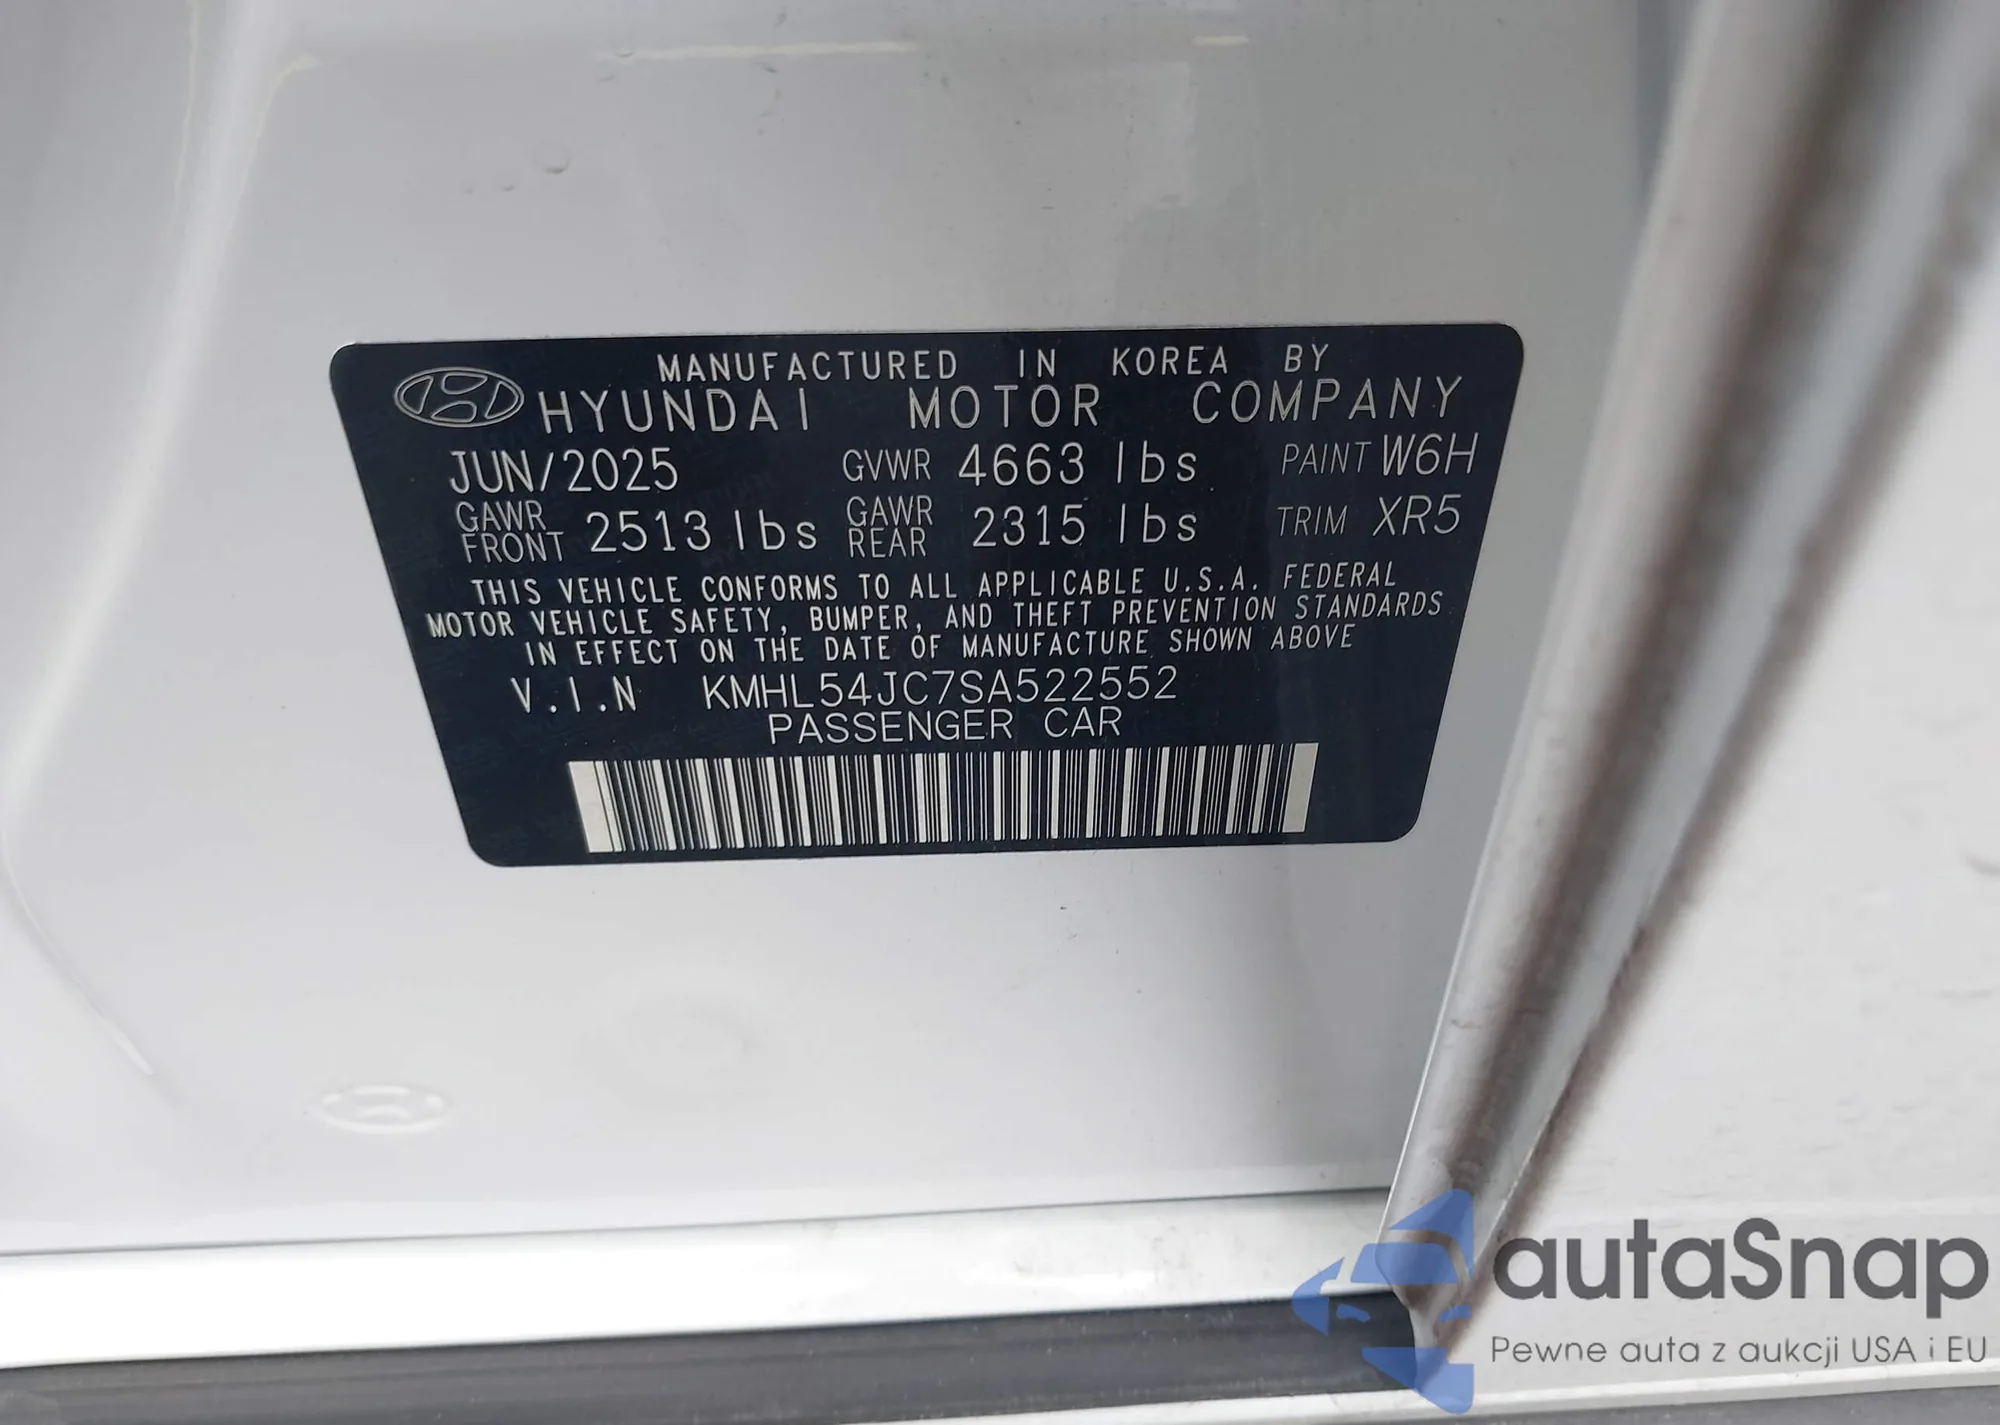 MANUFACTURED IN KOREA BY
HYUNDAI MOTOR COMPANY
JUN/2025 GVWR 4663 lbs PAINT W6H
GAWR FRONT 2513 lbs GAWR REAR 2315 lbs TRIM XR5
THIS VEHICLE CONFORMS TO ALL APPLICABLE U.S.A. FEDERAL
MOTOR VEHICLE SAFETY, BUMPER, AND THEFT PREVENTION STANDARDS
IN EFFECT ON THE DATE OF MANUFACTURE SHOWN ABOVE
V.I.N KMHL54JC7SA522552
PASSENGER CAR
autaSnap
Pewne auta z aukcji USA i EU